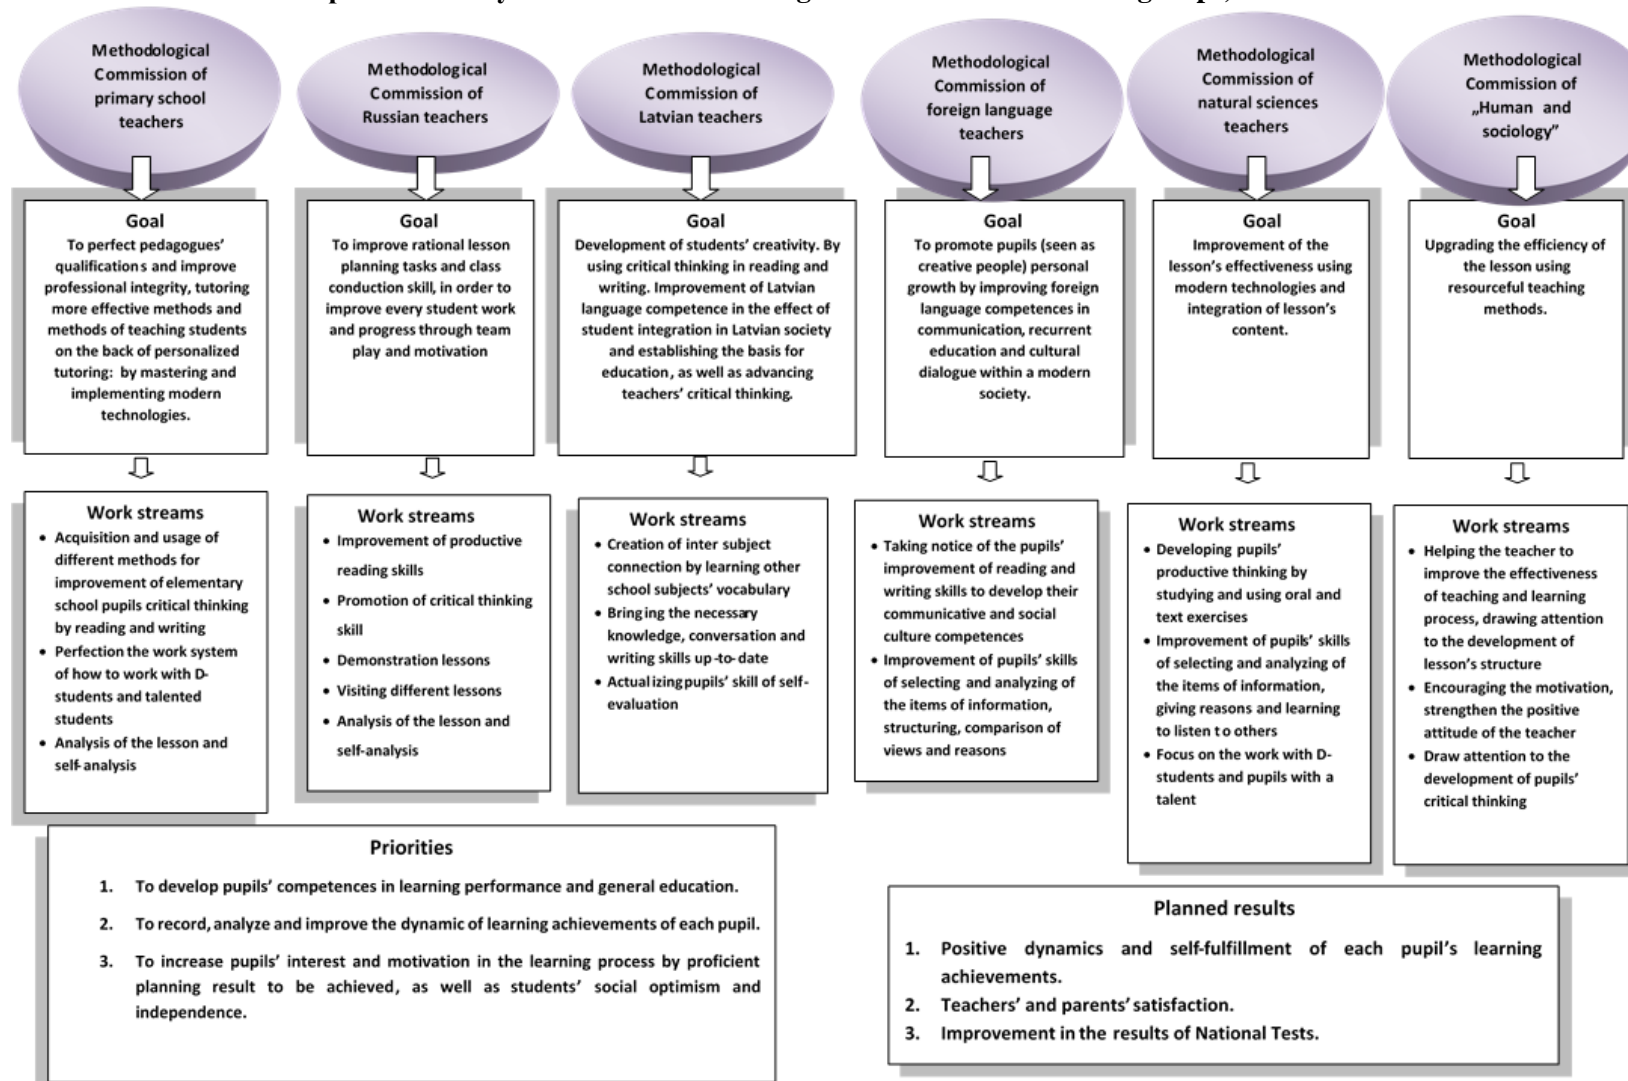 Methodological
Commission of
primary school
teachers
Methodological
Commission of
Russian teachers
Methodological
Commission of
Latvian teachers
Methodological
Commission of
foreign language
teachers
Methodological
Commission of
natural sciences
teachers
Methodological
Commission of
„Human and
sociology”
Goal
To perfect pedagogues’
qualifications and improve
professional integrity, tutoring
more effective methods and
methods of teaching students
on the back of personalized
tutoring: by mastering and
implementing modern
technologies.
Goal
To improve rational lesson
planning tasks and class
conduction skill, in order to
improve every student work
and progress through team
play and motivation
Goal
Development of students’ creativity. By
using critical thinking in reading and
writing. Improvement of Latvian
language competence in the effect of
student integration in Latvian society
and establishing the basis for
education, as well as advancing
teachers’ critical thinking.
Goal
To promote pupils (seen as
creative people) personal
growth by improving foreign
language competences in
communication, recurrent
education and cultural
dialogue within a modern
society.
Goal
Improvement of the
lesson’s effectiveness using
modern technologies and
integration of lesson’s
content.
Goal
Upgrading the efficiency of
the lesson using
resourceful teaching
methods.
Work streams
• Acquisition and usage of
different methods for
improvement of elementary
school pupils critical thinking
by reading and writing
• Perfection the work system
of how to work with D-
students and talented
students
• Analysis of the lesson and
self-analysis
Work streams
• Improvement of productive
reading skills
• Promotion of critical thinking
skill
• Demonstration lessons
• Visiting different lessons
• Analysis of the lesson and
self-analysis
Work streams
• Creation of inter subject
connection by learning other
school subjects’ vocabulary
• Bringing the necessary
knowledge, conversation and
writing skills up-to-date
• Actualizing pupils’ skill of self-
evaluation
Work streams
• Taking notice of the pupils’
improvement of reading and
writing skills to develop their
communicative and social
culture competences
• Improvement of pupils’ skills
of selecting and analyzing of
the items of information,
structuring, comparison of
views and reasons
Work streams
• Developing pupils’
productive thinking by
studying and using oral and
text exercises
• Improvement of pupils’ skills
of selecting and analyzing of
the items of information,
giving reasons and learning
to listen to others
• Focus on the work with D-
students and pupils with a
talent
Work streams
• Helping the teacher to
improve the effectiveness
of teaching and learning
process, drawing attention
to the development of
lesson’s structure
• Encouraging the motivation,
strengthen the positive
attitude of the teacher
• Draw attention to the
development of pupils’
critical thinking
Priorities
1. To develop pupils’ competences in learning performance and general education.
2. To record, analyze and improve the dynamic of learning achievements of each pupil.
3. To increase pupils’ interest and motivation in the learning process by proficient
planning result to be achieved, as well as students’ social optimism and
independence.
Planned results
1. Positive dynamics and self-fulfillment of each pupil’s learning
achievements.
2. Teachers’ and parents’ satisfaction.
3. Improvement in the results of National Tests.